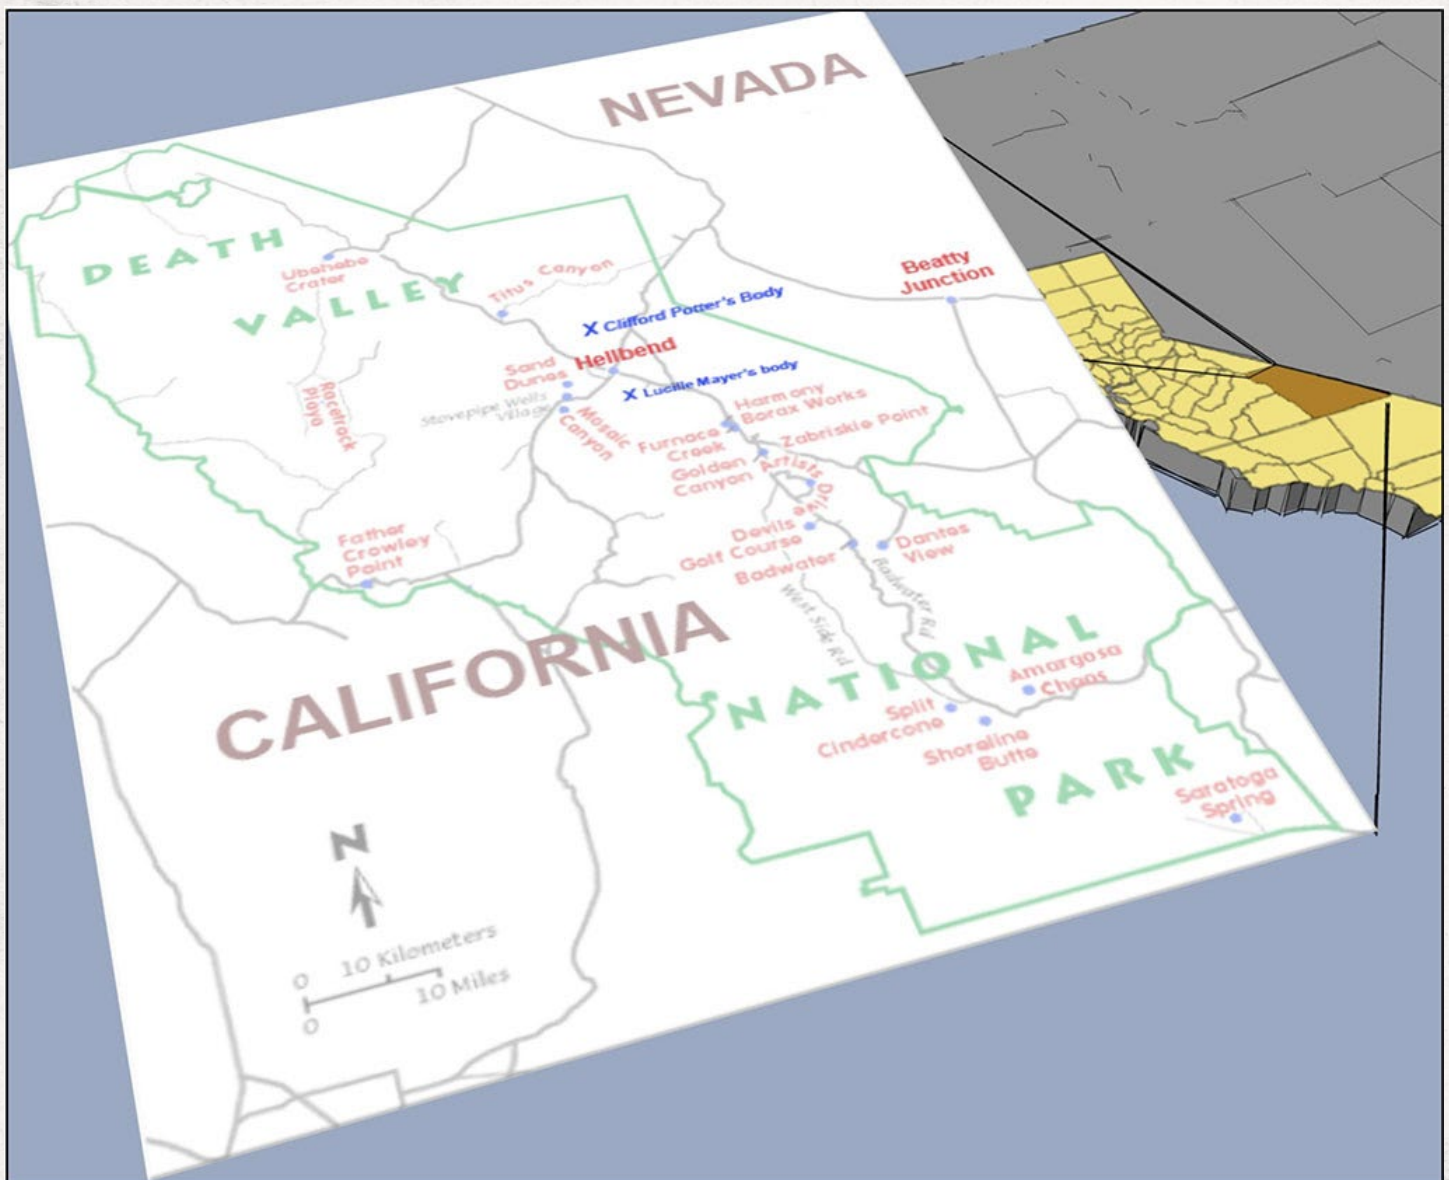 NEVADA
DEATH
VALLEY
Ubehebe
Crater
Titus Canyon
Beatty
Junction
X Clifford Potter's Body
Hellbend
X Lucille Mayer's body
Sand
Dunes
Stovepipe Wells
Village
Mosaic
Canyon
Racetrack
Playa
Harmony
Borax Works
Furnace
Creek
Zabriskie Point
Golden
Canyon
Artists Drive
Devils
Golf Course
Badwater
Dantes
View
Father
Crowley
Point
Badwater Rd
West Side Rd
CALIFORNIA
NATIONAL
PARK
Amargosa
Chaos
Split
Cindercone
Shoreline
Butte
Saratoga
Spring
N
0 10 Kilometers
0 10 Miles